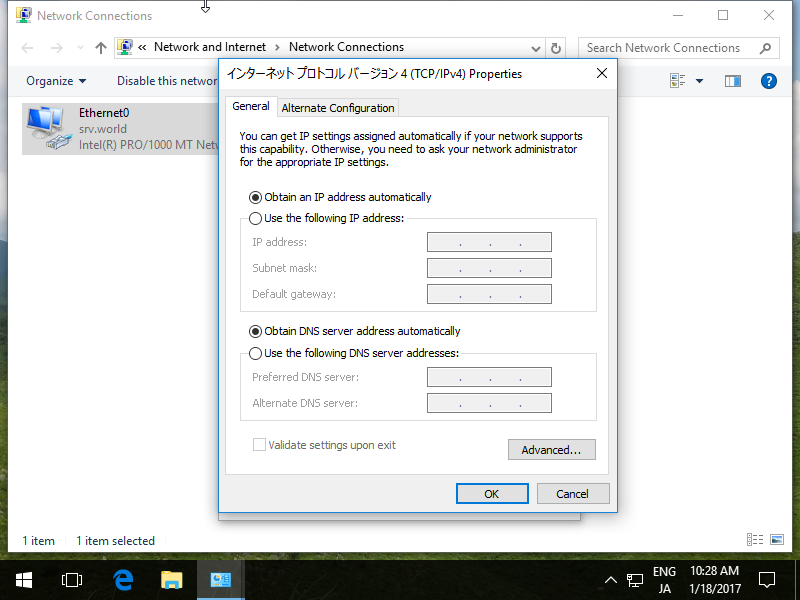 Network Connections
« Network and Internet > Network Connections
Search Network Connections
Organize
Disable this networ
Ethernet0
srv.world
Intel(R) PRO/1000 MT Netw
インターネット プロトコル バージョン 4 (TCP/IPv4) Properties
General
Alternate Configuration
You can get IP settings assigned automatically if your network supports
this capability. Otherwise, you need to ask your network administrator
for the appropriate IP settings.
Obtain an IP address automatically
Use the following IP address:
IP address:
. . .
Subnet mask:
. . .
Default gateway:
. . .
Obtain DNS server address automatically
Use the following DNS server addresses:
Preferred DNS server:
. . .
Alternate DNS server:
. . .
Validate settings upon exit
Advanced...
OK
Cancel
1 item
1 item selected
ENG
JA
10:28 AM
1/18/2017